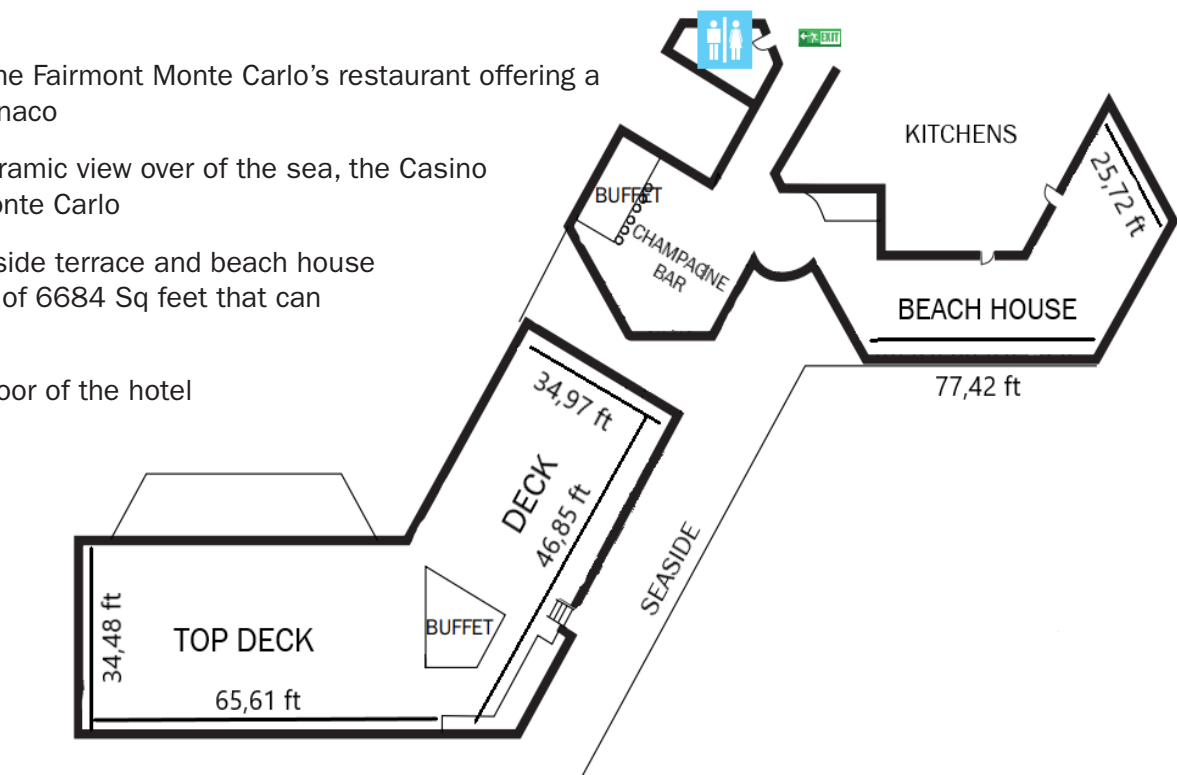 ne Fairmont Monte Carlo’s restaurant offering a
naco
ramic view over of the sea, the Casino
onte Carlo
side terrace and beach house
of 6684 Sq feet that can
oor of the hotel
EXIT
KITCHENS
25,72 ft
BUFFET
CHAMPAGNE
BAR
BEACH HOUSE
77,42 ft
34,97 ft
DECK
46,85 ft
SEASIDE
34,48 ft
TOP DECK
BUFFET
65,61 ft